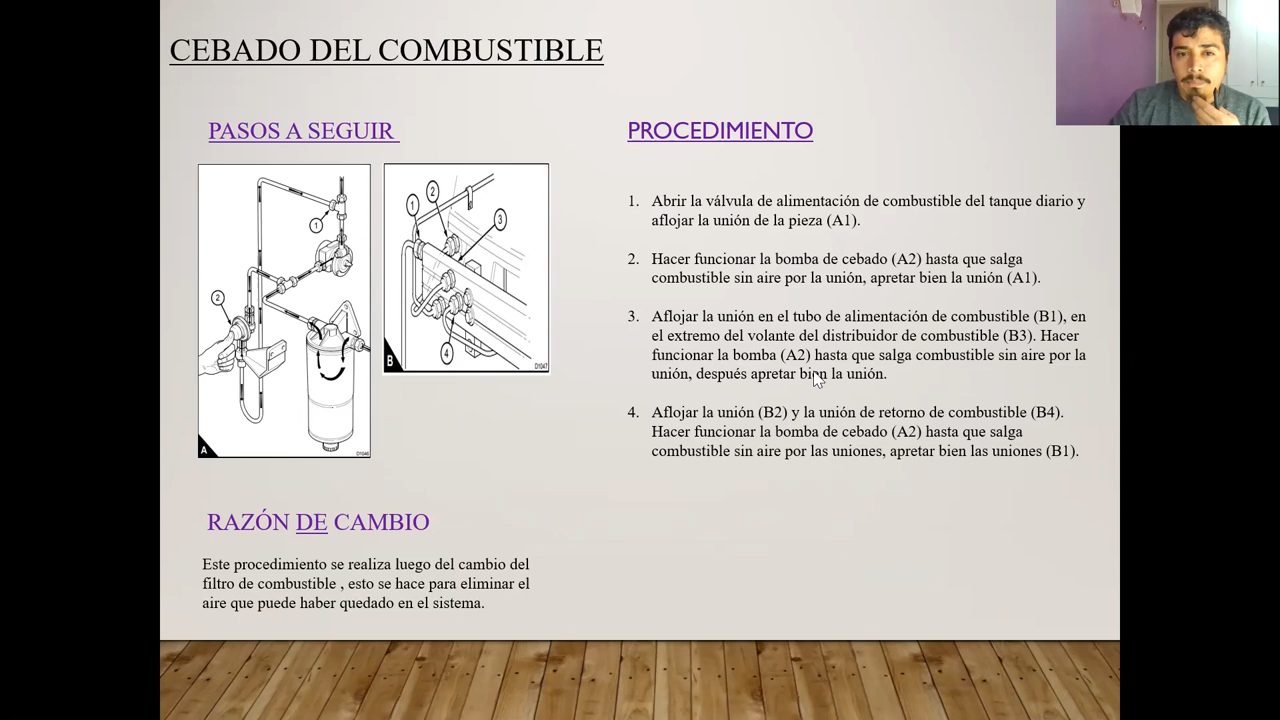 CEBADO DEL COMBUSTIBLE
PASOS A SEGUIR
1
2
A
D1046
1
2
3
4
B
D1047
RAZÓN DE CAMBIO
Este procedimiento se realiza luego del cambio del
filtro de combustible , esto se hace para eliminar el
aire que puede haber quedado en el sistema.
PROCEDIMIENTO
1. Abrir la válvula de alimentación de combustible del tanque diario y
aflojar la unión de la pieza (A1).
2. Hacer funcionar la bomba de cebado (A2) hasta que salga
combustible sin aire por la unión, apretar bien la unión (A1).
3. Aflojar la unión en el tubo de alimentación de combustible (B1), en
el extremo del volante del distribuidor de combustible (B3). Hacer
funcionar la bomba (A2) hasta que salga combustible sin aire por la
unión, después apretar bien la unión.
4. Aflojar la unión (B2) y la unión de retorno de combustible (B4).
Hacer funcionar la bomba de cebado (A2) hasta que salga
combustible sin aire por las uniones, apretar bien las uniones (B1).